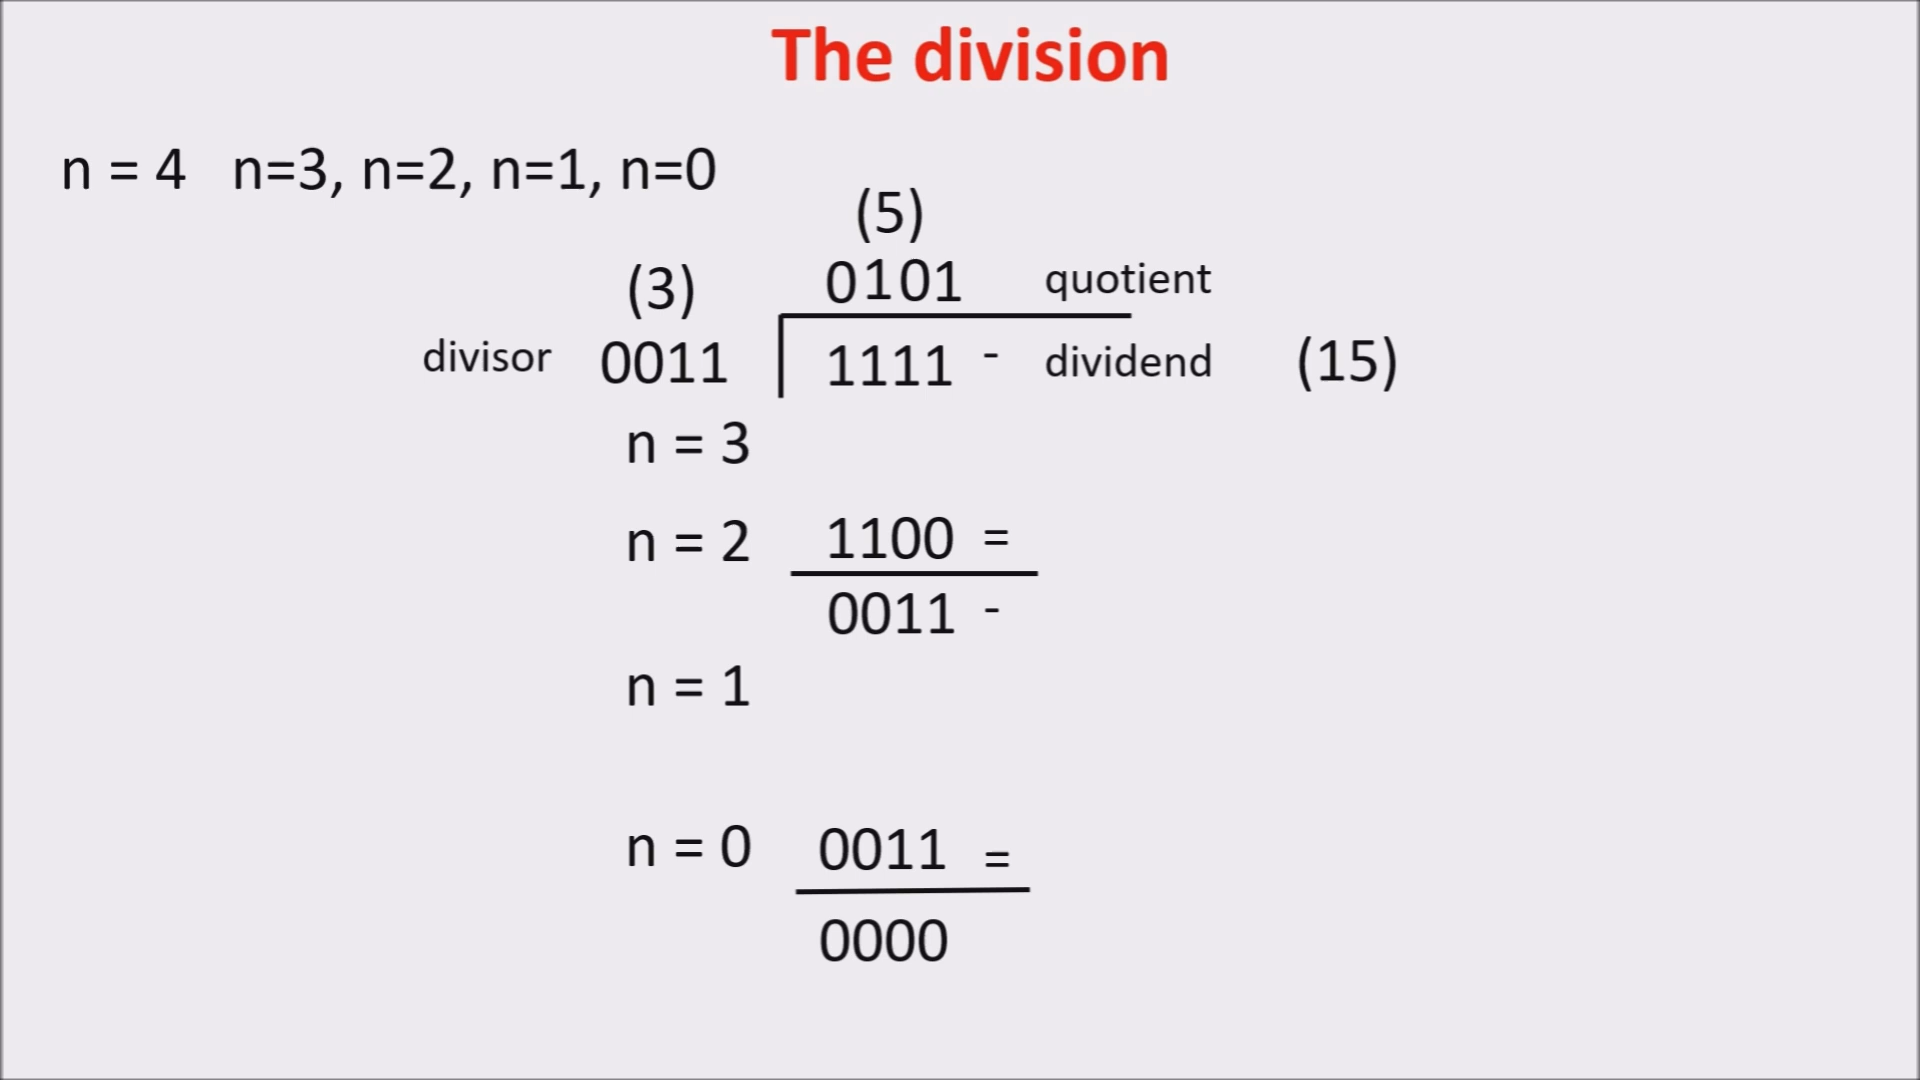 The division
n = 4 n=3, n=2, n=1, n=0
(5)
(3) 0101 quotient
divisor 0011 1111 - dividend (15)
n = 3
n = 2 1100 =
0011 -
n = 1
n = 0 0011 =
0000